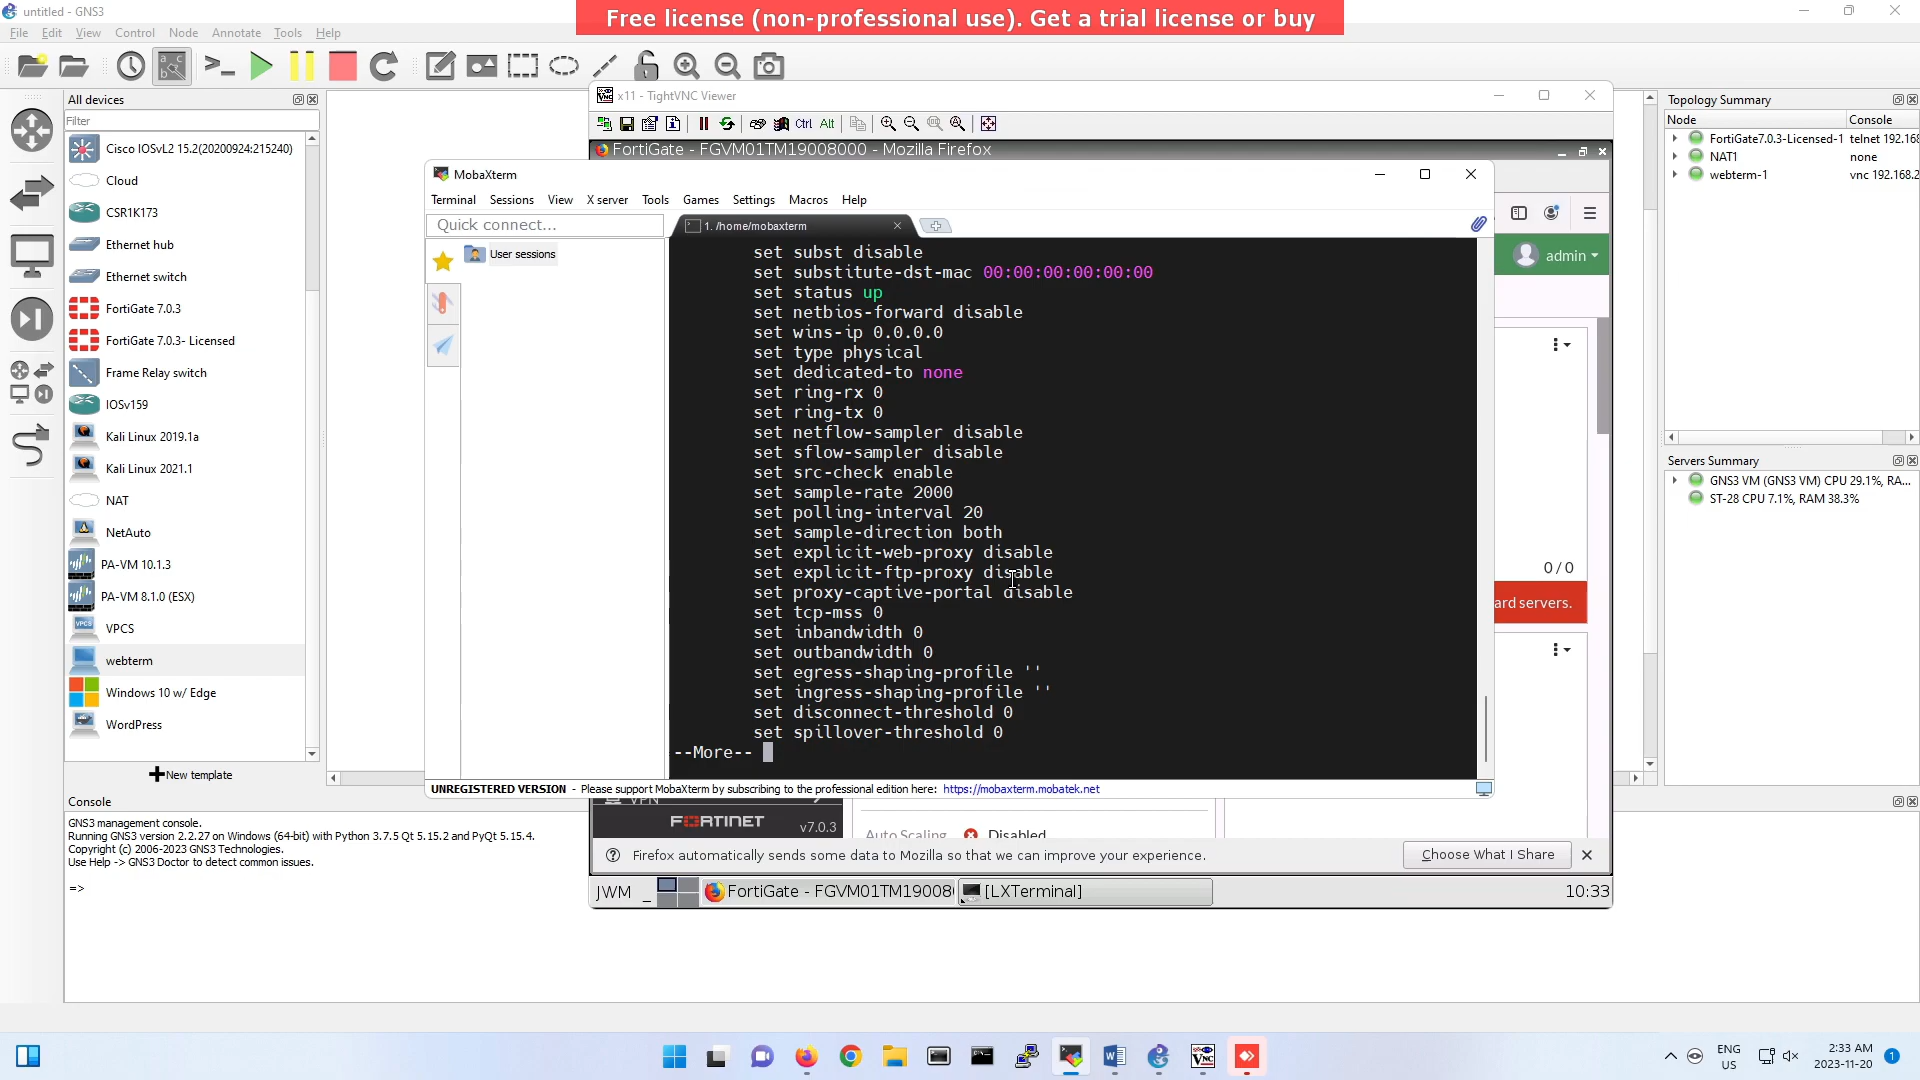 untitled - GNS3
Free license (non-professional use). Get a trial license or buy
File Edit View Control Node Annotate Tools Help
All devices
Filter
Cisco IOSvL2 15.2(20200924:215240)
Cloud
CSR1K173
Ethernet hub
Ethernet switch
FortiGate 7.0.3
FortiGate 7.0.3- Licensed
Frame Relay switch
IOSv159
Kali Linux 2019.1a
Kali Linux 2021.1
NAT
NetAuto
PA-VM 10.1.3
PA-VM 8.1.0 (ESX)
VPCS
webterm
Windows 10 w/ Edge
WordPress
New template
x11 - TightVNC Viewer
Ctrl Alt
FortiGate - FGVM01TM19008000 - Mozilla Firefox
MobaXterm
Terminal Sessions View X server Tools Games Settings Macros Help
Quick connect...
1. /home/mobaxterm
User sessions
set subst disable
set substitute-dst-mac 00:00:00:00:00:00
set status up
set netbios-forward disable
set wins-ip 0.0.0.0
set type physical
set dedicated-to none
set ring-rx 0
set ring-tx 0
set netflow-sampler disable
set sflow-sampler disable
set src-check enable
set sample-rate 2000
set polling-interval 20
set sample-direction both
set explicit-web-proxy disable
set explicit-ftp-proxy disable
set proxy-captive-portal disable
set tcp-mss 0
set inbandwidth 0
set outbandwidth 0
set egress-shaping-profile ''
set ingress-shaping-profile ''
set disconnect-threshold 0
set spillover-threshold 0
--More--
UNREGISTERED VERSION - Please support MobaXterm by subscribing to the professional edition here: https://mobaxterm.mobatek.net
admin
0 / 0
ard servers.
VPN
FORTINET v7.0.3
Auto Scaling Disabled
Firefox automatically sends some data to Mozilla so that we can improve your experience.
Choose What I Share
JWM
FortiGate - FGVM01TM19008
[LXTerminal]
10:33
Topology Summary
Node Console
FortiGate7.0.3-Licensed-1 telnet 192.168
NAT1 none
webterm-1 vnc 192.168.2
Servers Summary
GNS3 VM (GNS3 VM) CPU 29.1%, RA...
ST-28 CPU 7.1%, RAM 38.3%
Console
GNS3 management console.
Running GNS3 version 2.2.27 on Windows (64-bit) with Python 3.7.5 Qt 5.15.2 and PyQt 5.15.4.
Copyright (c) 2006-2023 GNS3 Technologies.
Use Help -> GNS3 Doctor to detect common issues.
=>
ENG
US
2:33 AM
2023-11-20
1